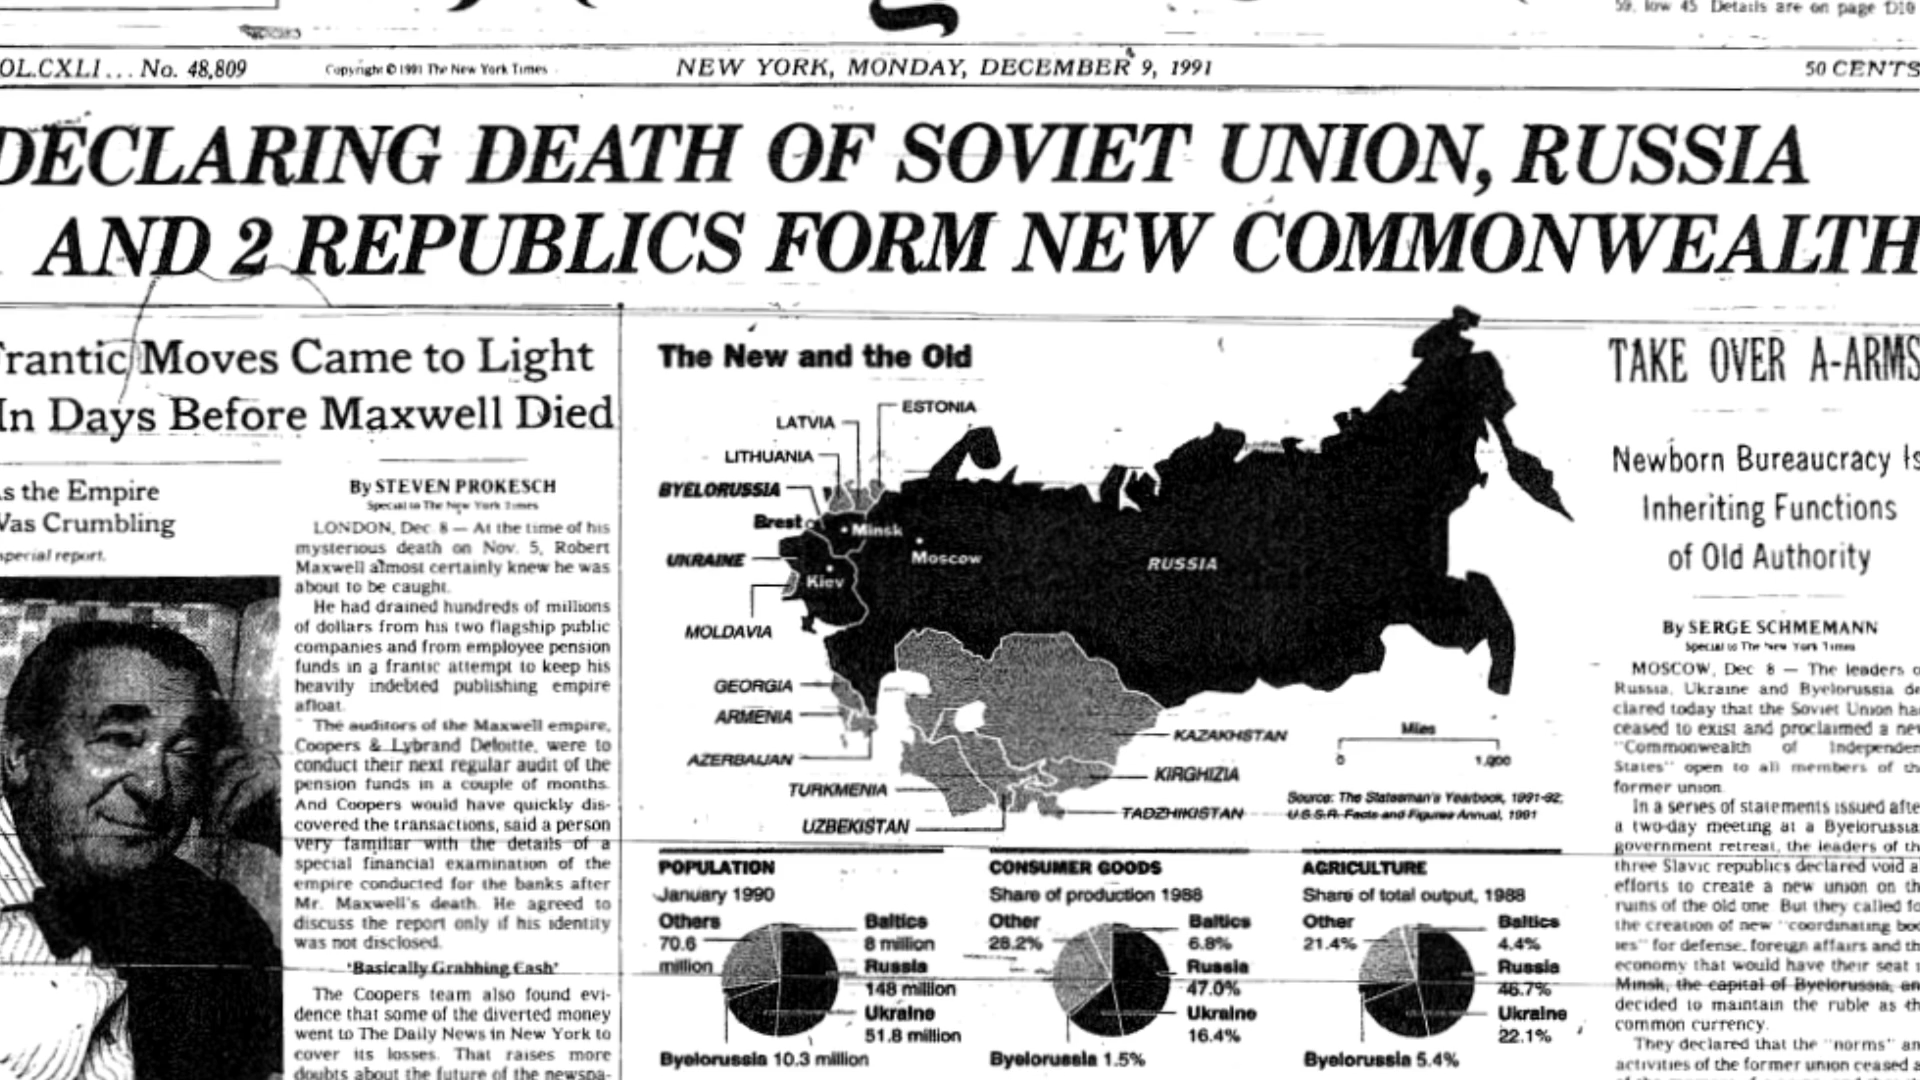 59, low 45 Details are on page D10
OL.CXLI ... No. 48,809
Copyright © 1991 The New York Times
NEW YORK, MONDAY, DECEMBER 9, 1991
50 CENTS
DECLARING DEATH OF SOVIET UNION, RUSSIA
AND 2 REPUBLICS FORM NEW COMMONWEALTH
rantic Moves Came to Light
In Days Before Maxwell Died
s the Empire
Was Crumbling
special report.
By STEVEN PROKESCH
Special to The New York Times
LONDON, Dec 8 — At the time of his
mysterious death on Nov. 5, Robert
Maxwell almost certainly knew he was
about to be caught.
He had drained hundreds of millions
of dollars from his two flagship public
companies and from employee pension
funds in a frantic attempt to keep his
heavily indebted publishing empire
afloat.
The auditors of the Maxwell empire,
Coopers & Lybrand Deloitte, were to
conduct their next regular audit of the
pension funds in a couple of months.
And Coopers would have quickly dis-
covered the transactions, said a person
very familiar with the details of a
special financial examination of the
empire conducted for the banks after
Mr. Maxwell's death. He agreed to
discuss the report only if his identity
was not disclosed.
'Basically Grabbing Cash'
The Coopers team also found evi-
dence that some of the diverted money
went to The Daily News in New York to
cover its losses. That raises more
doubts about the future of the newspa-
The New and the Old
ESTONIA
LATVIA
LITHUANIA
BYELORUSSIA
Brest
Minsk
Moscow
UKRAINE
Kiev
RUSSIA
MOLDAVIA
GEORGIA
ARMENIA
AZERBAIJAN
TURKMENIA
UZBEKISTAN
KAZAKHSTAN
KIRGHIZIA
TADZHIKISTAN
Miles
0 1,000
Source: The Statesman's Yearbook, 1991-92;
U.S.S.R. Facts and Figures Annual, 1991
POPULATION
January 1990
Others
70.6
million
Baltics
8 million
Russia
148 million
Ukraine
51.8 million
Byelorussia 10.3 million
CONSUMER GOODS
Share of production 1988
Other
28.2%
Baltics
6.8%
Russia
47.0%
Ukraine
16.4%
Byelorussia 1.5%
AGRICULTURE
Share of total output, 1988
Other
21.4%
Baltics
4.4%
Russia
46.7%
Ukraine
22.1%
Byelorussia 5.4%
TAKE OVER A-ARMS
Newborn Bureaucracy Is
Inheriting Functions
of Old Authority
By SERGE SCHMEMANN
Special to The New York Times
MOSCOW, Dec 8 — The leaders o
Russia, Ukraine and Byelorussia de
clared today that the Soviet Union ha
ceased to exist and proclaimed a ne
"Commonwealth of Independen
States" open to all members of th
former union.
In a series of statements issued afte
a two-day meeting at a Byelorussia
government retreat, the leaders of th
three Slavic republics declared void a
efforts to create a new union on th
ruins of the old one. But they called fo
the creation of new "coordinating bod
ies" for defense, foreign affairs and th
economy that would have their seat i
Minsk, the capital of Byelorussia, an
decided to maintain the ruble as th
common currency.
They declared that the "norms" an
activities of the former union ceased a